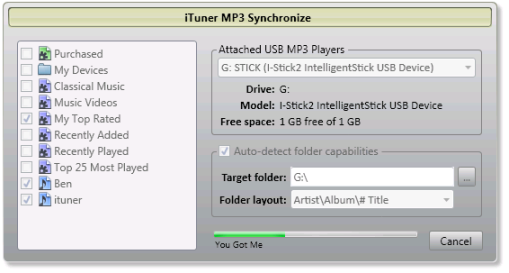 iTuner MP3 Synchronize
Purchased
My Devices
Classical Music
Music Videos
My Top Rated
Recently Added
Recently Played
Top 25 Most Played
Ben
ituner
Attached USB MP3 Players
G: STICK (I-Stick2 IntelligentStick USB Device)
Drive: G:
Model: I-Stick2 IntelligentStick USB Device
Free space: 1 GB free of 1 GB
Auto-detect folder capabilities
Target folder: G:\ ...
Folder layout: Artist\Album\# Title
You Got Me
Cancel